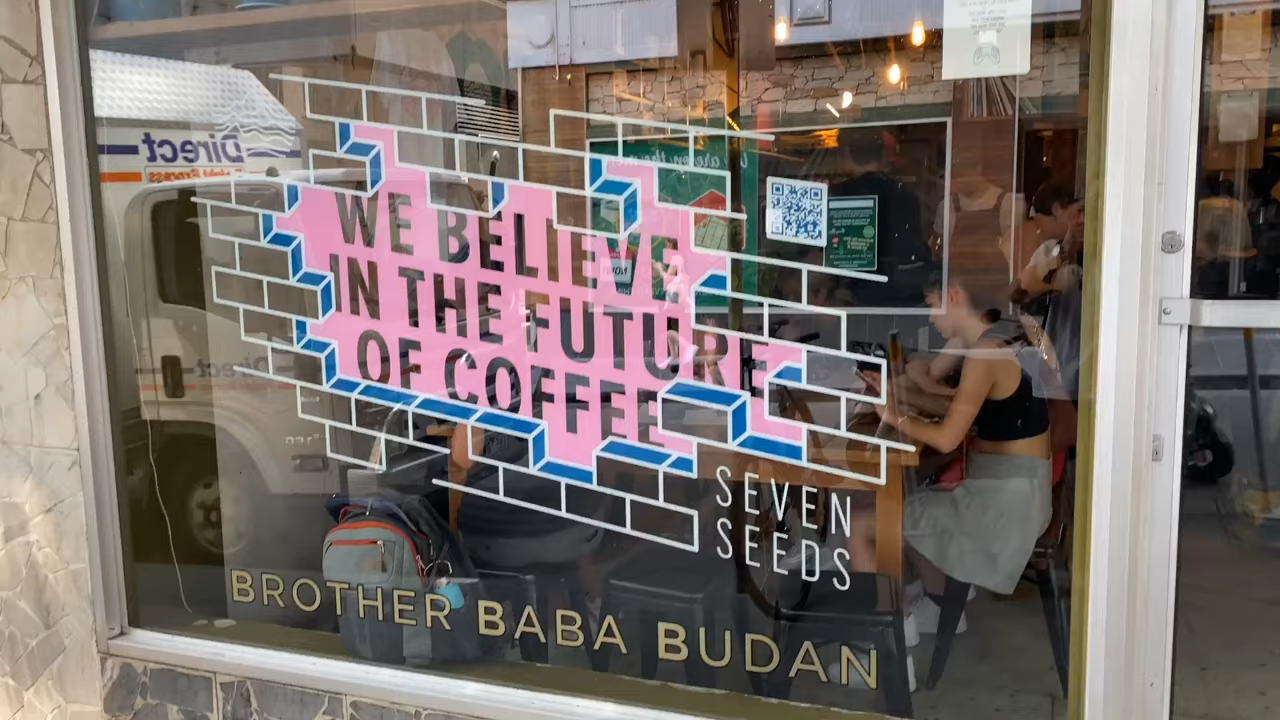 Direct
WE BELIEVE
IN THE FUTURE
OF COFFEE
SEVEN
SEEDS
BROTHER BABA BUDAN